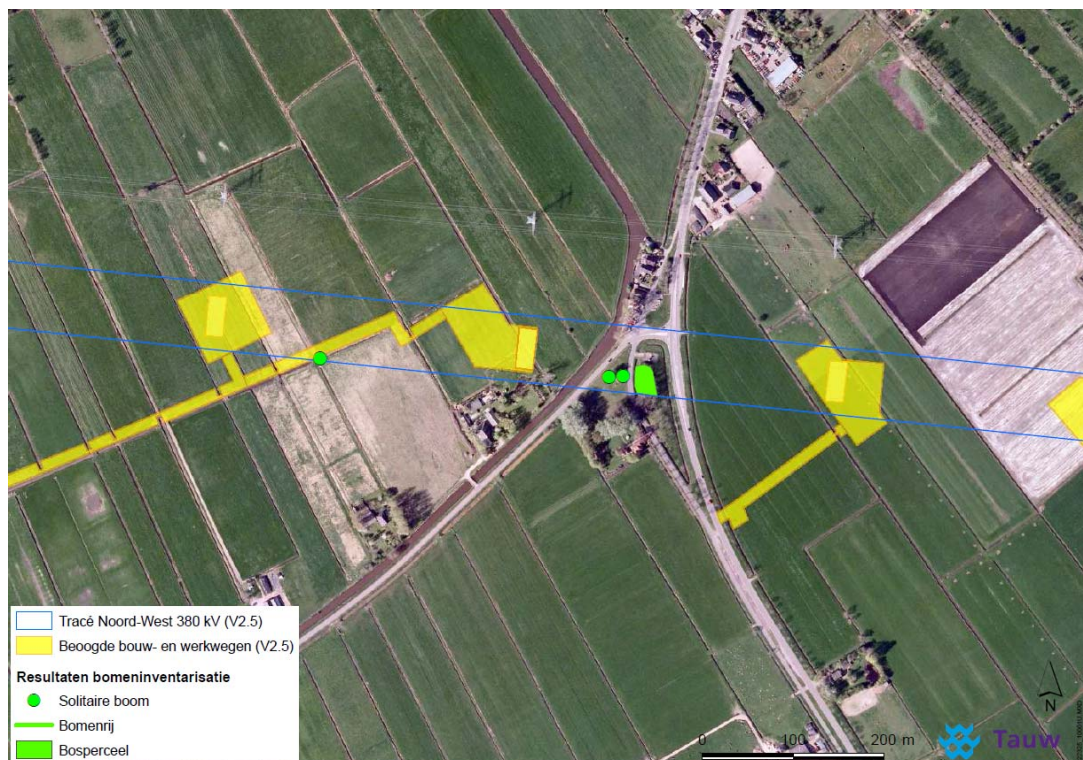 Tracé Noord-West 380 kV (V2.5)
Beoogde bouw- en werkwegen (V2.5)
Resultaten bomeninventarisatie
Solitaire boom
Bomenrij
Bosperceel
0 100 200 m
N
Tauw